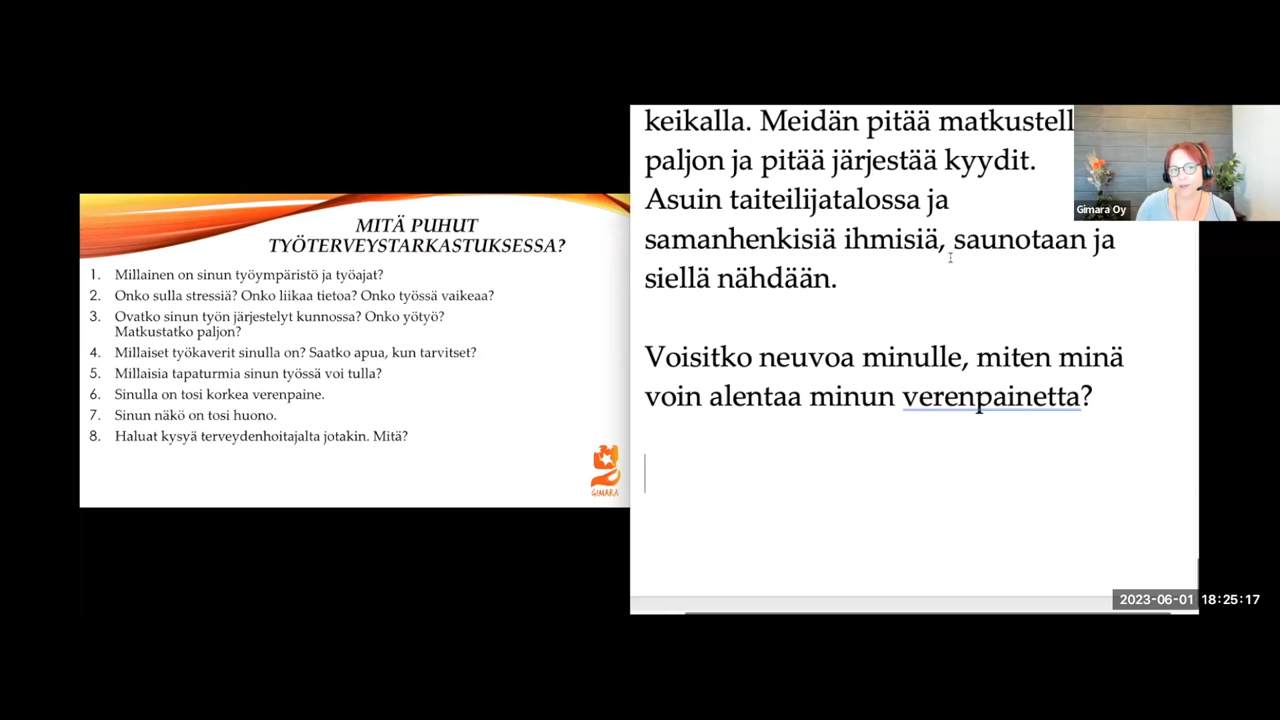 MITÄ PUHUT
TYÖTERVEYSTARKASTUKSESSA?
1. Millainen on sinun työympäristö ja työajat?
2. Onko sulla stressiä? Onko liikaa tietoa? Onko työssä vaikeaa?
3. Ovatko sinun työn järjestelyt kunnossa? Onko yötyö?
Matkustatko paljon?
4. Millaiset työkaverit sinulla on? Saatko apua, kun tarvitset?
5. Millaisia tapaturmia sinun työssä voi tulla?
6. Sinulla on tosi korkea verenpaine.
7. Sinun näkö on tosi huono.
8. Haluat kysyä terveydenhoitajalta jotakin. Mitä?
GIMARA
keikalla. Meidän pitää matkustell
paljon ja pitää järjestää kyydit.
Asuin taiteilijatalossa ja
samanhenkisiä ihmisiä, saunotaan ja
siellä nähdään.
Voisitko neuvoa minulle, miten minä
voin alentaa minun verenpainetta?
Gimara Oy
2023-06-01 18:25:17